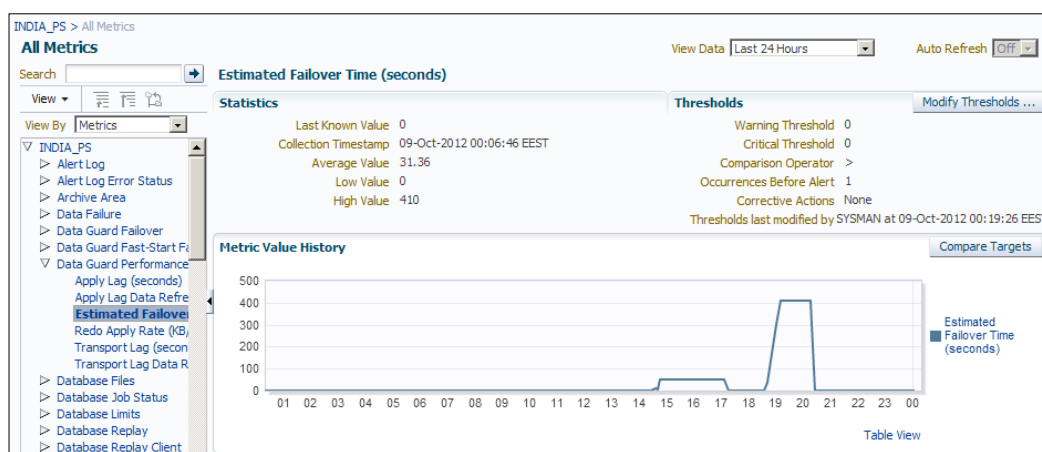 INDIA_PS > All Metrics
All Metrics
View Data Last 24 Hours
Auto Refresh Off
Search
View
View By Metrics
INDIA_PS
Alert Log
Alert Log Error Status
Archive Area
Data Failure
Data Guard Failover
Data Guard Fast-Start Fa
Data Guard Performance
Apply Lag (seconds)
Apply Lag Data Refre
Estimated Failove
Redo Apply Rate (KB/
Transport Lag (secon
Transport Lag Data R
Database Files
Database Job Status
Database Limits
Database Replay
Database Replay Client
Estimated Failover Time (seconds)
Statistics
Last Known Value 0
Collection Timestamp 09-Oct-2012 00:06:46 EEST
Average Value 31.36
Low Value 0
High Value 410
Thresholds
Modify Thresholds ...
Warning Threshold 0
Critical Threshold 0
Comparison Operator >
Occurrences Before Alert 1
Corrective Actions None
Thresholds last modified by SYSMAN at 09-Oct-2012 00:19:26 EES
Metric Value History
Compare Targets
500
400
300
200
100
0
01 02 03 04 05 06 07 08 09 10 11 12 13 14 15 16 17 18 19 20 21 22 23 00
Estimated
Failover Time
(seconds)
Table View